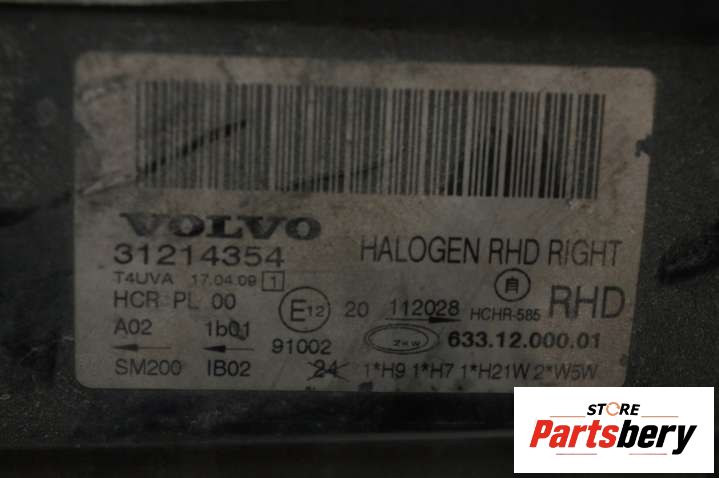 VOLVO
31214354 HALOGEN RHD RIGHT
T4UVA 17.04.09 1
HCR PL 00 E12 20 112028 自 HCHR-585 RHD
A02 1b01 91002 ZKW 633.12.000.01
SM200 IB02 24 1*H9 1*H7 1*H21W 2*W5W
STORE
Partsbery